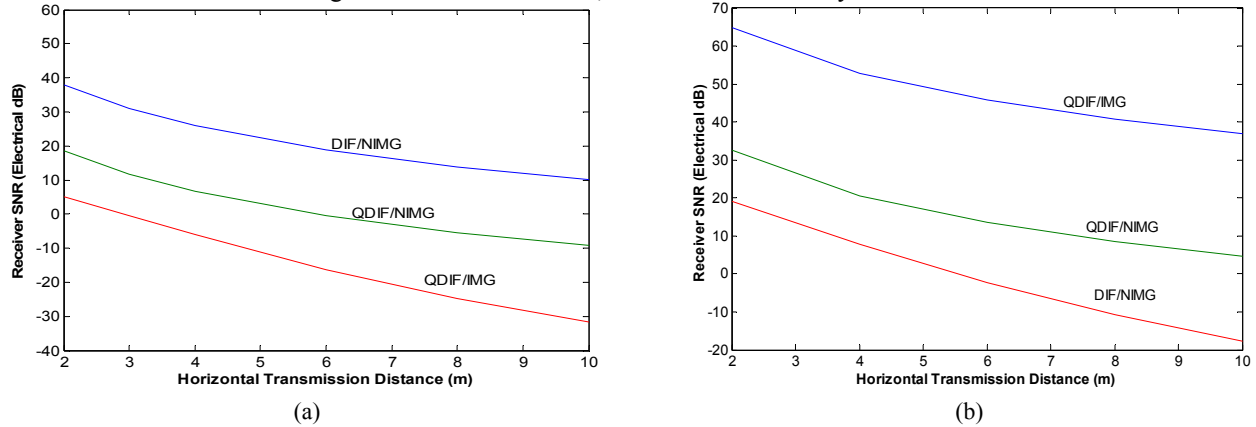 60
50
40
30
20
10
0
-10
-20
-30
-40
Receiver SNR (Electrical dB)
DIF/NIMG
QDIF/NIMG
QDIF/IMG
2 3 4 5 6 7 8 9 10
Horizontal Transmission Distance (m)
(a)
70
60
50
40
30
20
10
0
-10
-20
Receiver SNR (Electrical dB)
QDIF/IMG
QDIF/NIMG
DIF/NIMG
2 3 4 5 6 7 8 9 10
Horizontal Transmission Distance (m)
(b)